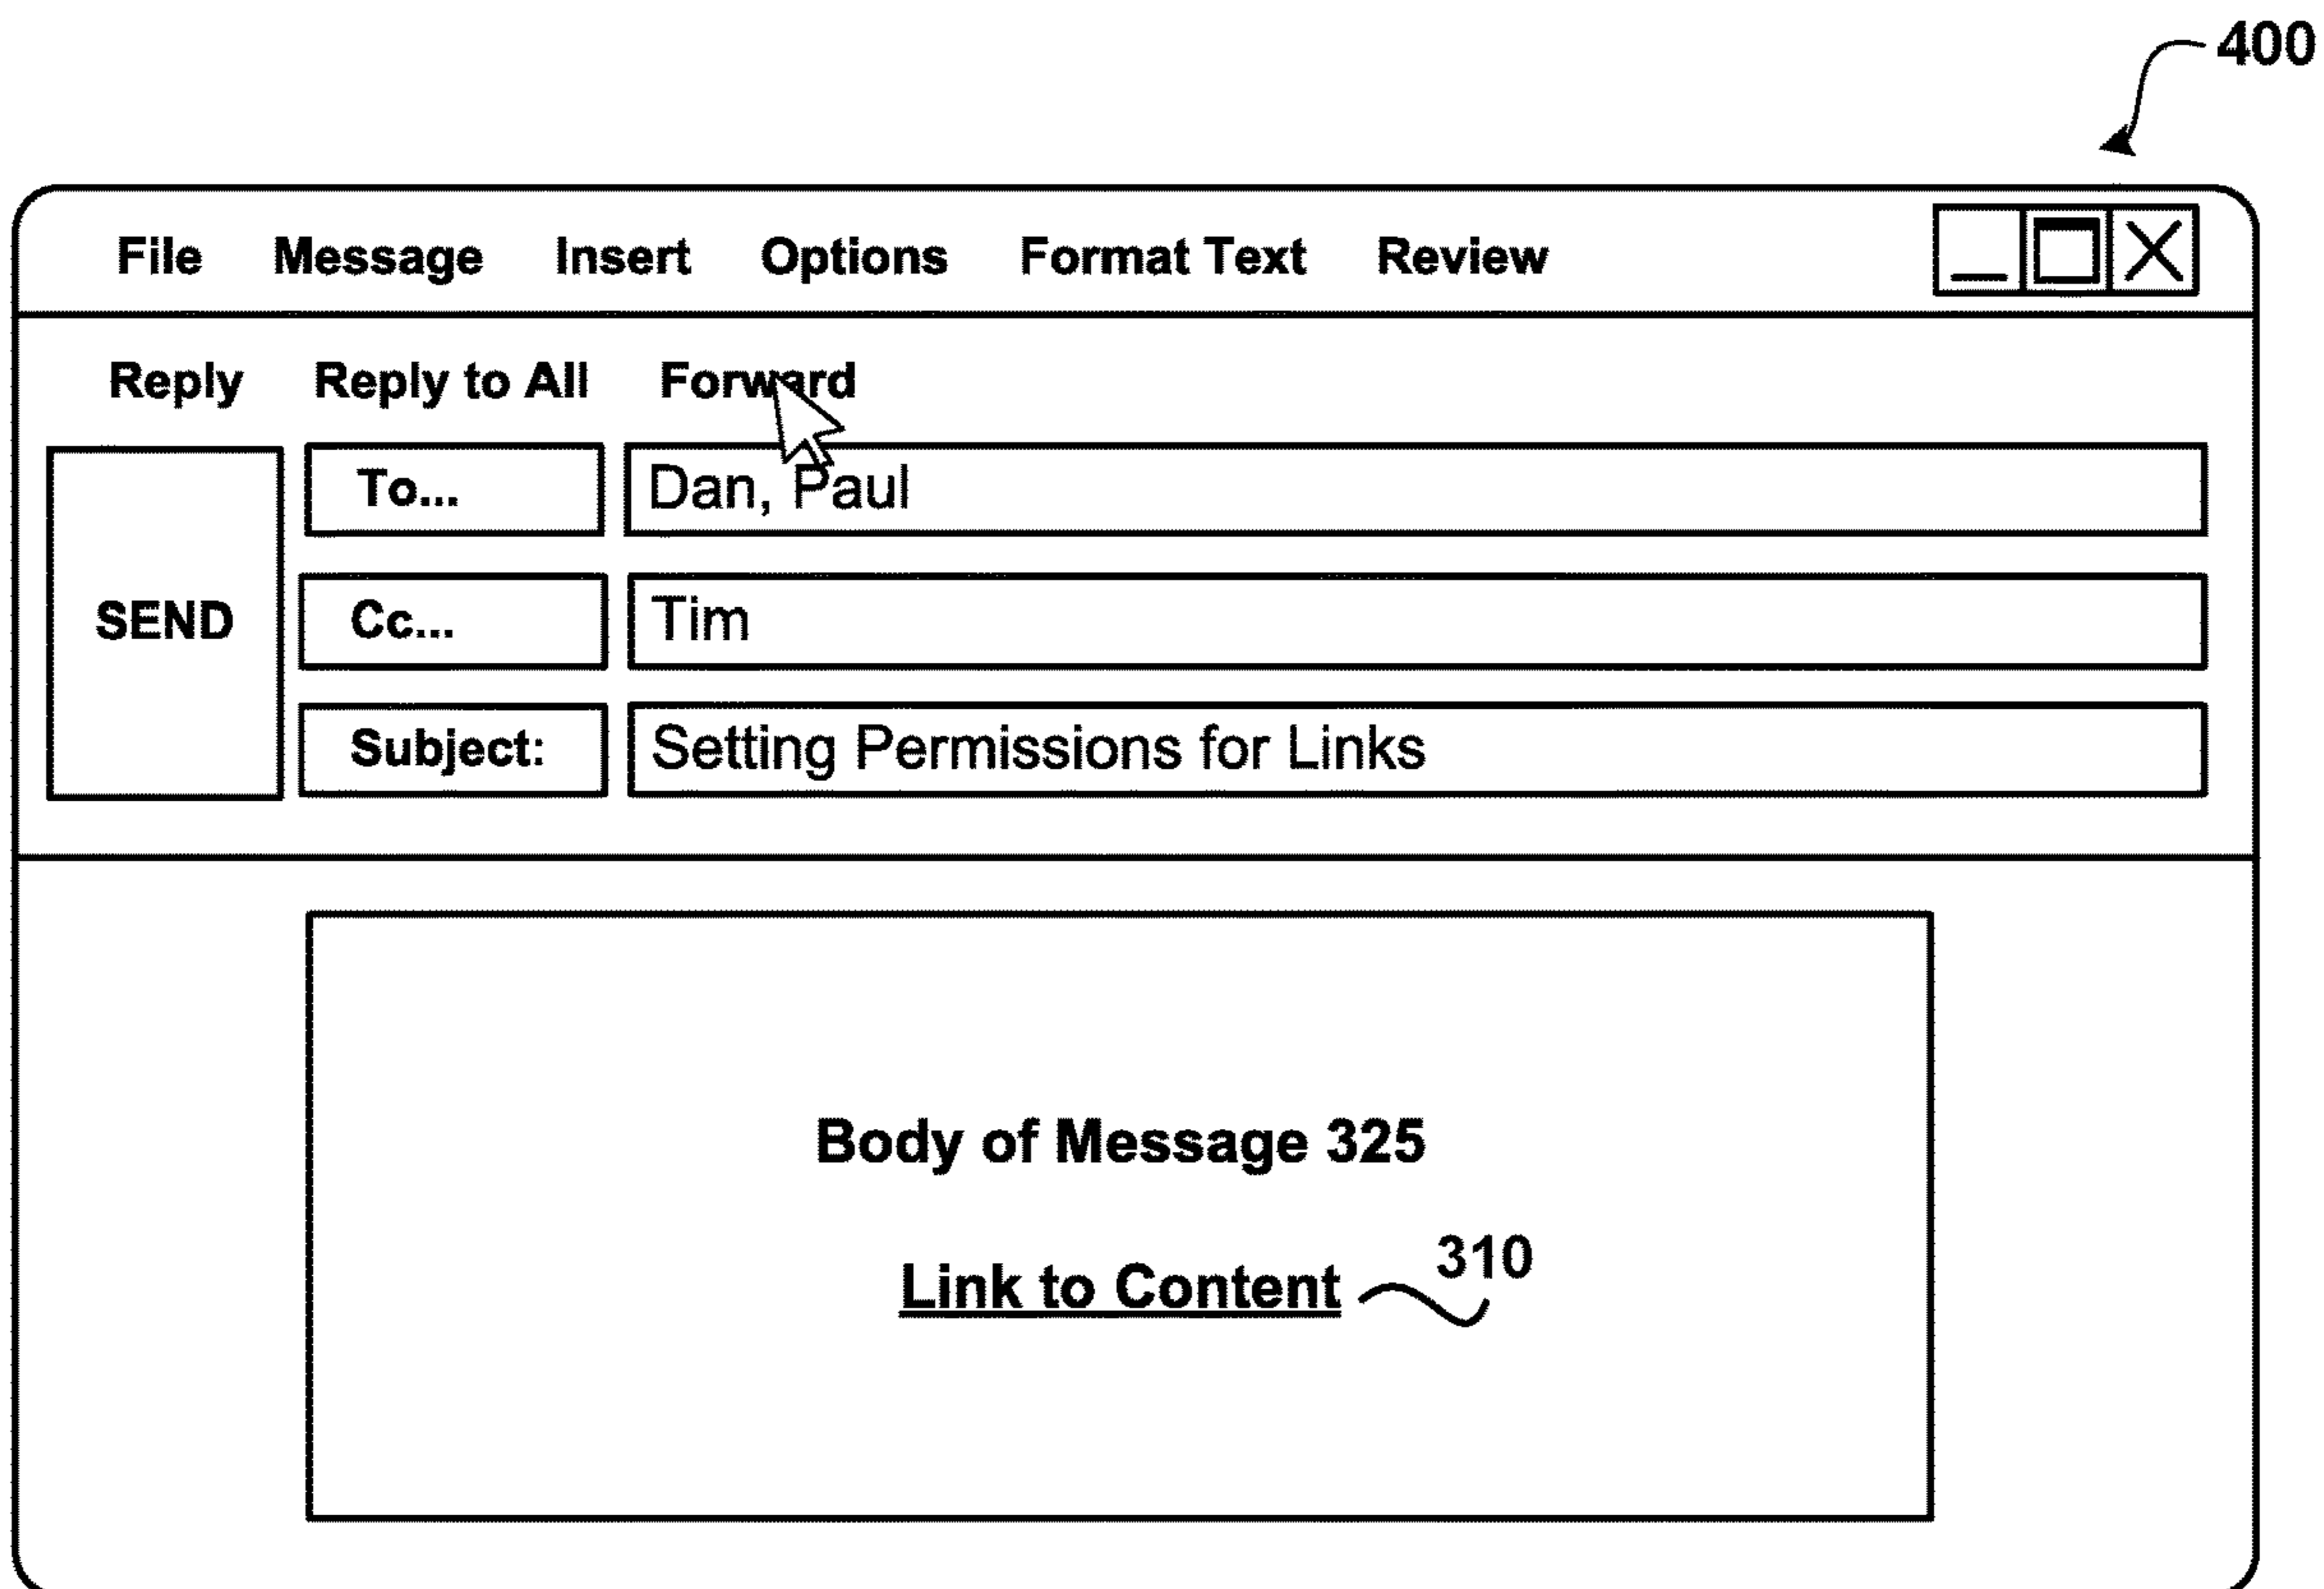 400
File Message Insert Options Format Text Review
Reply Reply to All Forward
To... Dan, Paul
SEND Cc... Tim
Subject: Setting Permissions for Links
Body of Message 325
Link to Content 310